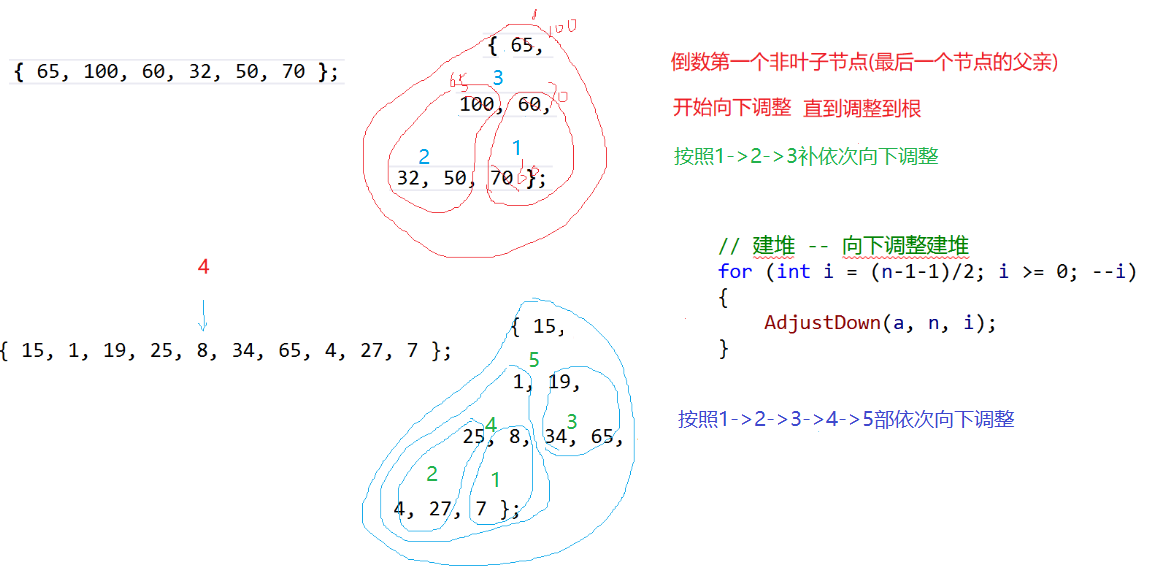 { 65, 100, 60, 32, 50, 70 };
{ 65,
100
3
65
100, 60,
70
2
1
32, 50, 70 };
60
倒数第一个非叶子节点(最后一个节点的父亲)
开始向下调整 直到调整到根
按照1->2->3补依次向下调整
// 建堆 -- 向下调整建堆
for (int i = (n-1-1)/2; i >= 0; --i)
{
AdjustDown(a, n, i);
}
4
{ 15, 1, 19, 25, 8, 34, 65, 4, 27, 7 };
{ 15,
5
1, 19,
4
3
25, 8, 34, 65,
2
1
4, 27, 7 };
按照1->2->3->4->5部依次向下调整